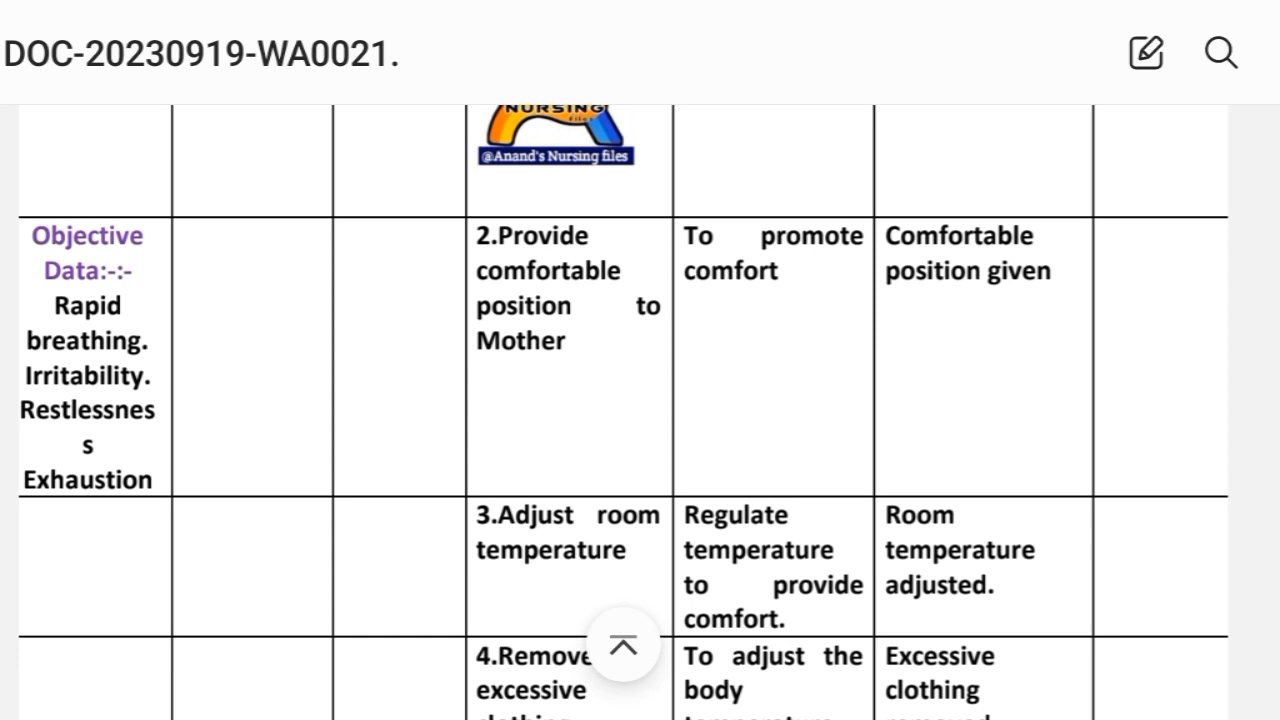 DOC-20230919-WA0021.
NURSING
Files
@Anand's Nursing files
Objective
Data:-:-
Rapid
breathing.
Irritability.
Restlessnes
s
Exhaustion
2.Provide
comfortable
position to
Mother
To promote
comfort
Comfortable
position given
3.Adjust room
temperature
Regulate
temperature
to provide
comfort.
Room
temperature
adjusted.
4.Remove
excessive
To adjust the
body
Excessive
clothing